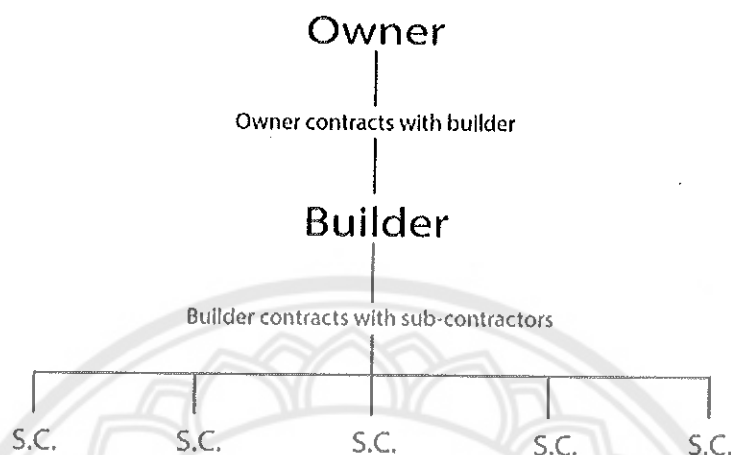 Owner
Owner contracts with builder
Builder
Builder contracts with sub-contractors
S.C. S.C. S.C. S.C. S.C.